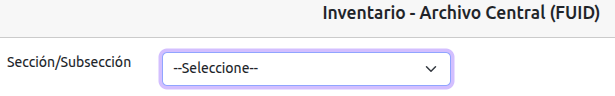 Inventario - Archivo Central (FUID)
Sección/Subsección
--Seleccione--